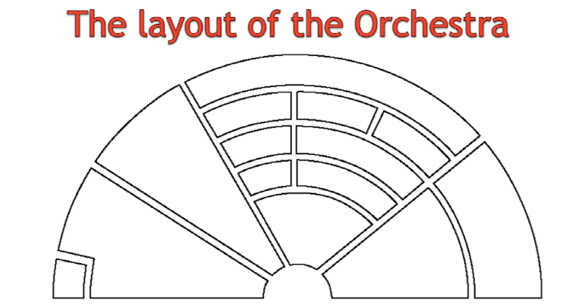 The layout of the Orchestra